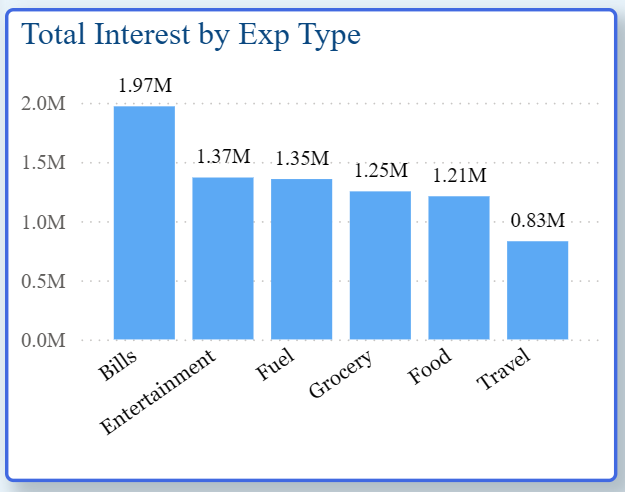 Total Interest by Exp Type
1.97M
2.0M
1.37M
1.35M
1.5M
1.25M
1.21M
1.0M
0.83M
0.5M
0.0M
Bills
Entertainment
Fuel
Grocery
Food
Travel